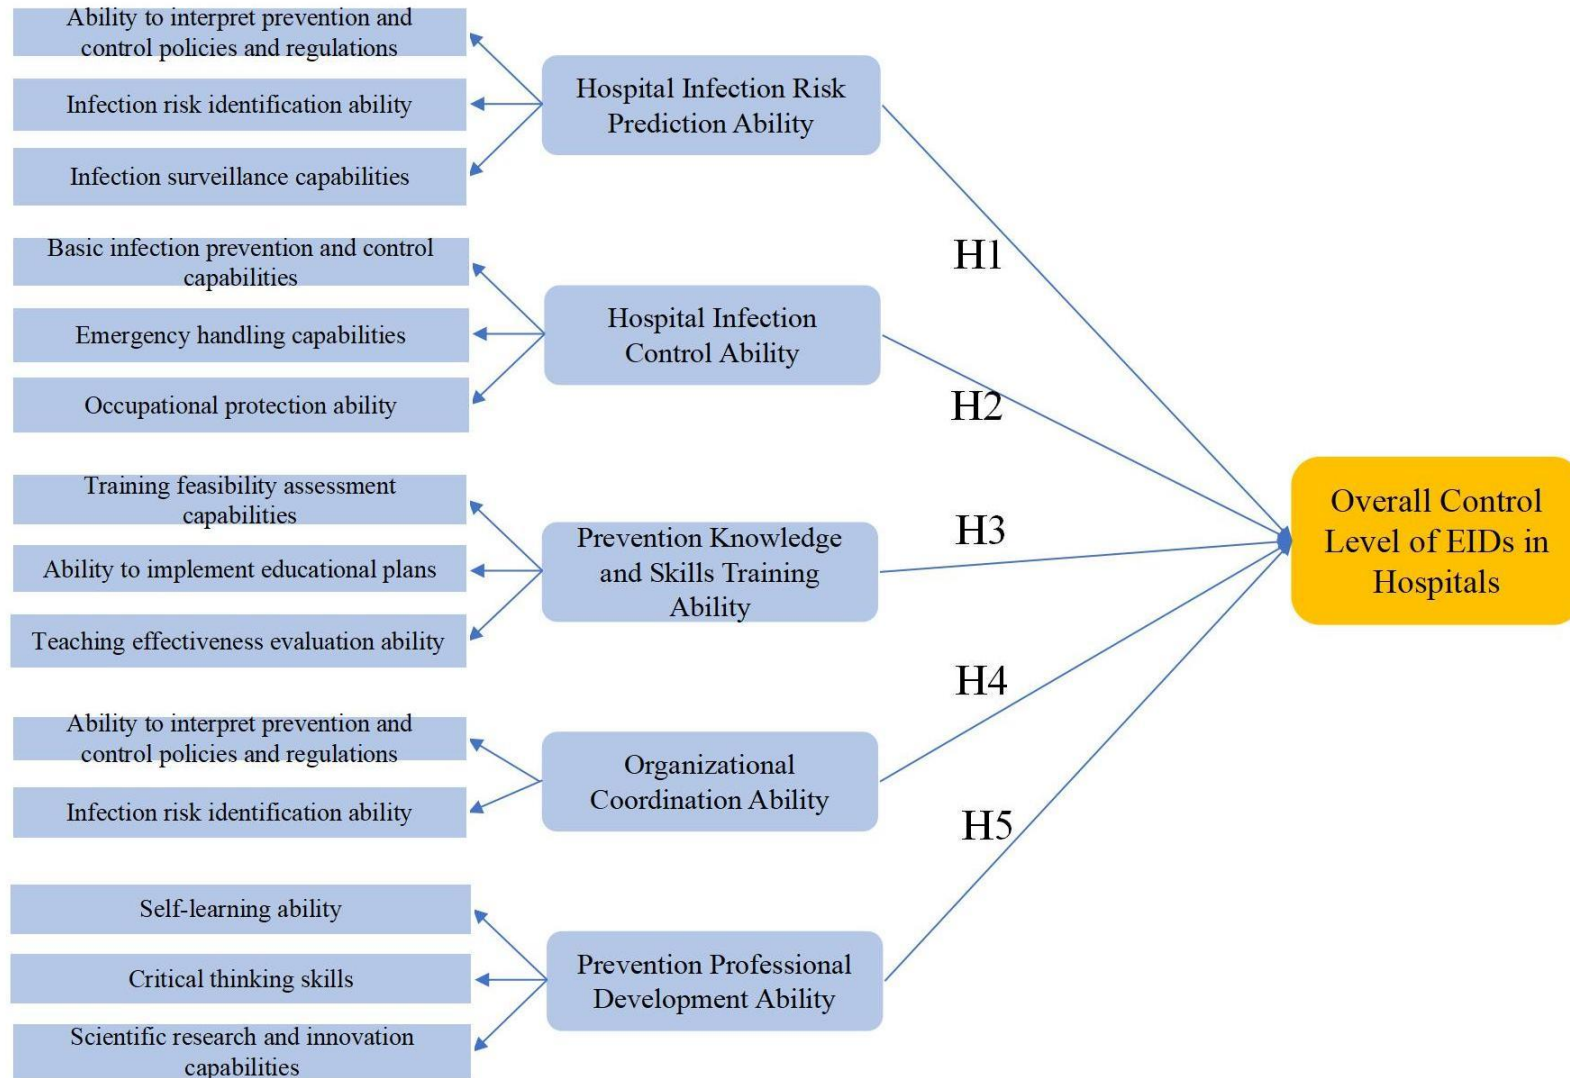 Ability to interpret prevention and
control policies and regulations
Infection risk identification ability
Infection surveillance capabilities
Hospital Infection Risk
Prediction Ability
H1
Basic infection prevention and control
capabilities
Emergency handling capabilities
Occupational protection ability
Hospital Infection
Control Ability
H2
Training feasibility assessment
capabilities
Ability to implement educational plans
Teaching effectiveness evaluation ability
Prevention Knowledge
and Skills Training
Ability
H3
Ability to interpret prevention and
control policies and regulations
Infection risk identification ability
Organizational
Coordination Ability
H4
Self-learning ability
Critical thinking skills
Scientific research and innovation
capabilities
Prevention Professional
Development Ability
H5
Overall Control
Level of EIDs in
Hospitals